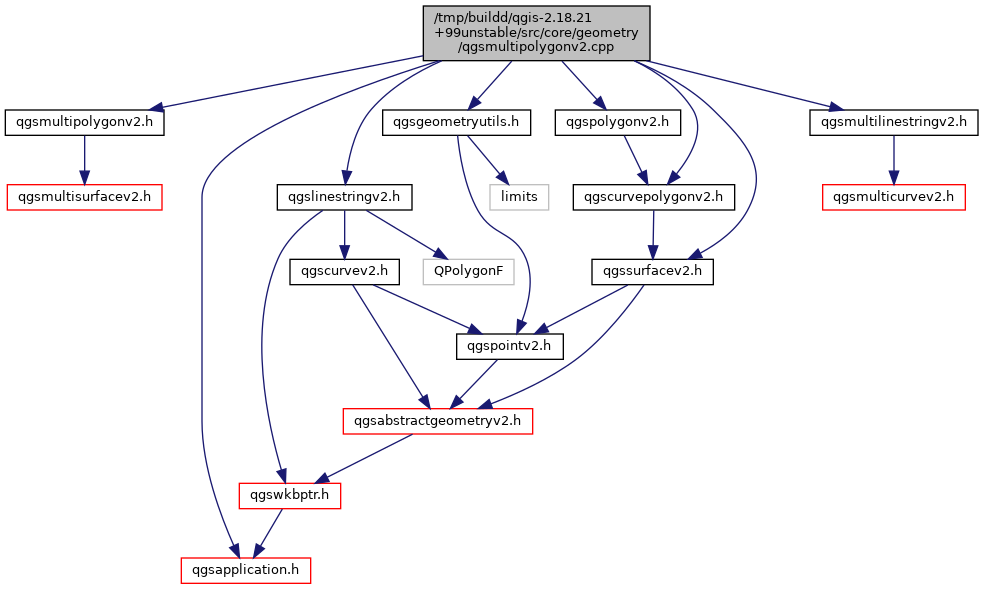 /tmp/buildd/qgis-2.18.21
+99unstable/src/core/geometry
/qgsmultipolygonv2.cpp
qgsmultipolygonv2.h
qgsgeometryutils.h
qgspolygonv2.h
qgsmultilinestringv2.h
qgsmultisurfacev2.h
qgslinestringv2.h
limits
qgscurvepolygonv2.h
qgsmulticurvev2.h
qgscurvev2.h
QPolygonF
qgssurfacev2.h
qgspointv2.h
qgsabstractgeometryv2.h
qgswkbptr.h
qgsapplication.h